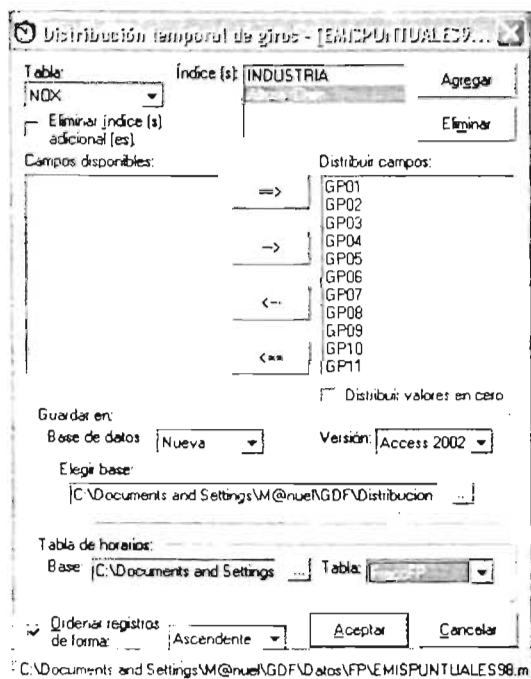 Distribución temporal de giros - [EMISPUNTUALES9...
Tabla:
NOX
Índice (s):
INDUSTRIA
Agregar
Eliminar índice (s) adicional (es)
Eliminar
Campos disponibles:
Distribuir campos:
==>
-->
<--
<==
GP01
GP02
GP03
GP04
GP05
GP06
GP07
GP08
GP09
GP10
GP11
Distribuir valores en cero
Guardar en:
Base de datos
Nueva
Versión:
Access 2002
Elegir base:
C:\Documents and Settings\M@nuel\GDF\Distribucion
...
Tabla de horarios:
Base:
C:\Documents and Settings
...
Tabla:
Ordenar registros
de forma:
Ascendente
Aceptar
Cancelar
C:\Documents and Settings\M@nuel\GDF\Datos\FP\EMISPUNTUALES98.m